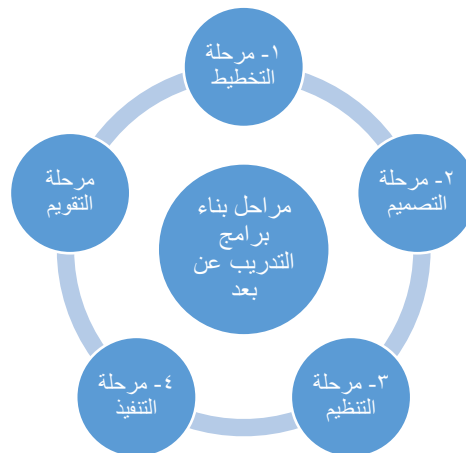 ١- مرحلة
التخطيط
٢- مرحلة
التصميم
٣- مرحلة
التنظيم
٤- مرحلة
التنفيذ
مرحلة
التقويم
مراحل بناء
برامج
التدريب عن
بعد